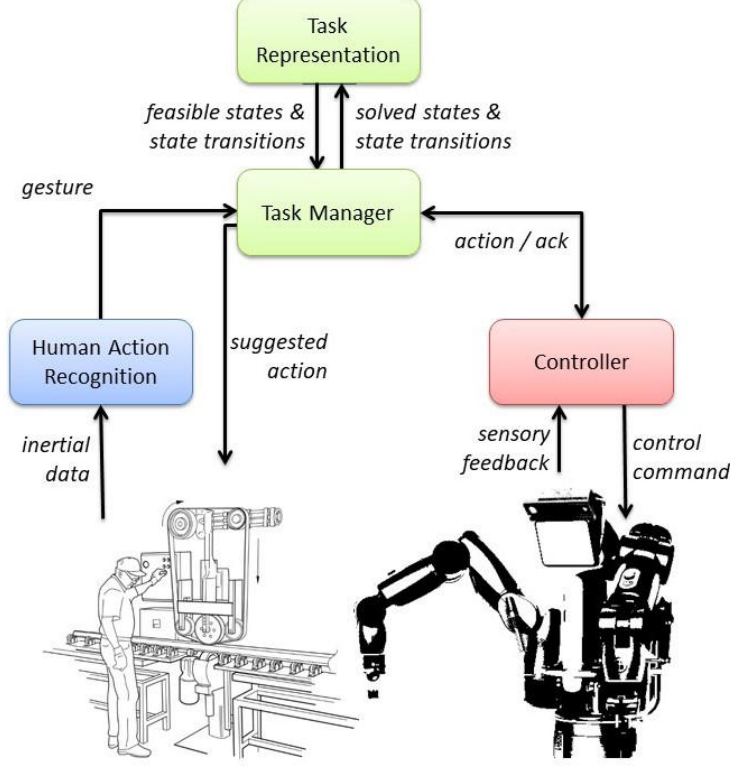 Task
Representation
feasible states &
state transitions
solved states &
state transitions
gesture
Task Manager
action / ack
Human Action
Recognition
suggested
action
Controller
inertial
data
sensory
feedback
control
command